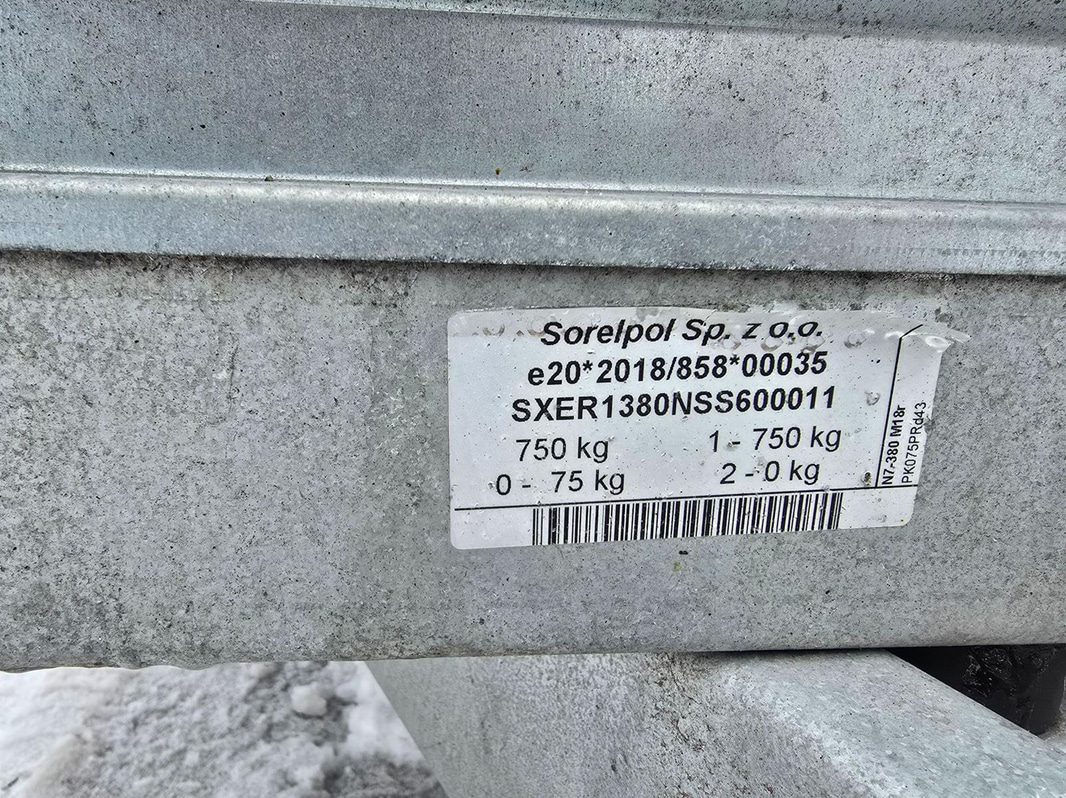 Sorelpol Sp. z o.o.
e20*2018/858*00035
SXER1380NSS600011
750 kg 1 - 750 kg
0 - 75 kg 2 - 0 kg
N7-380 M18r
PK075PRd43